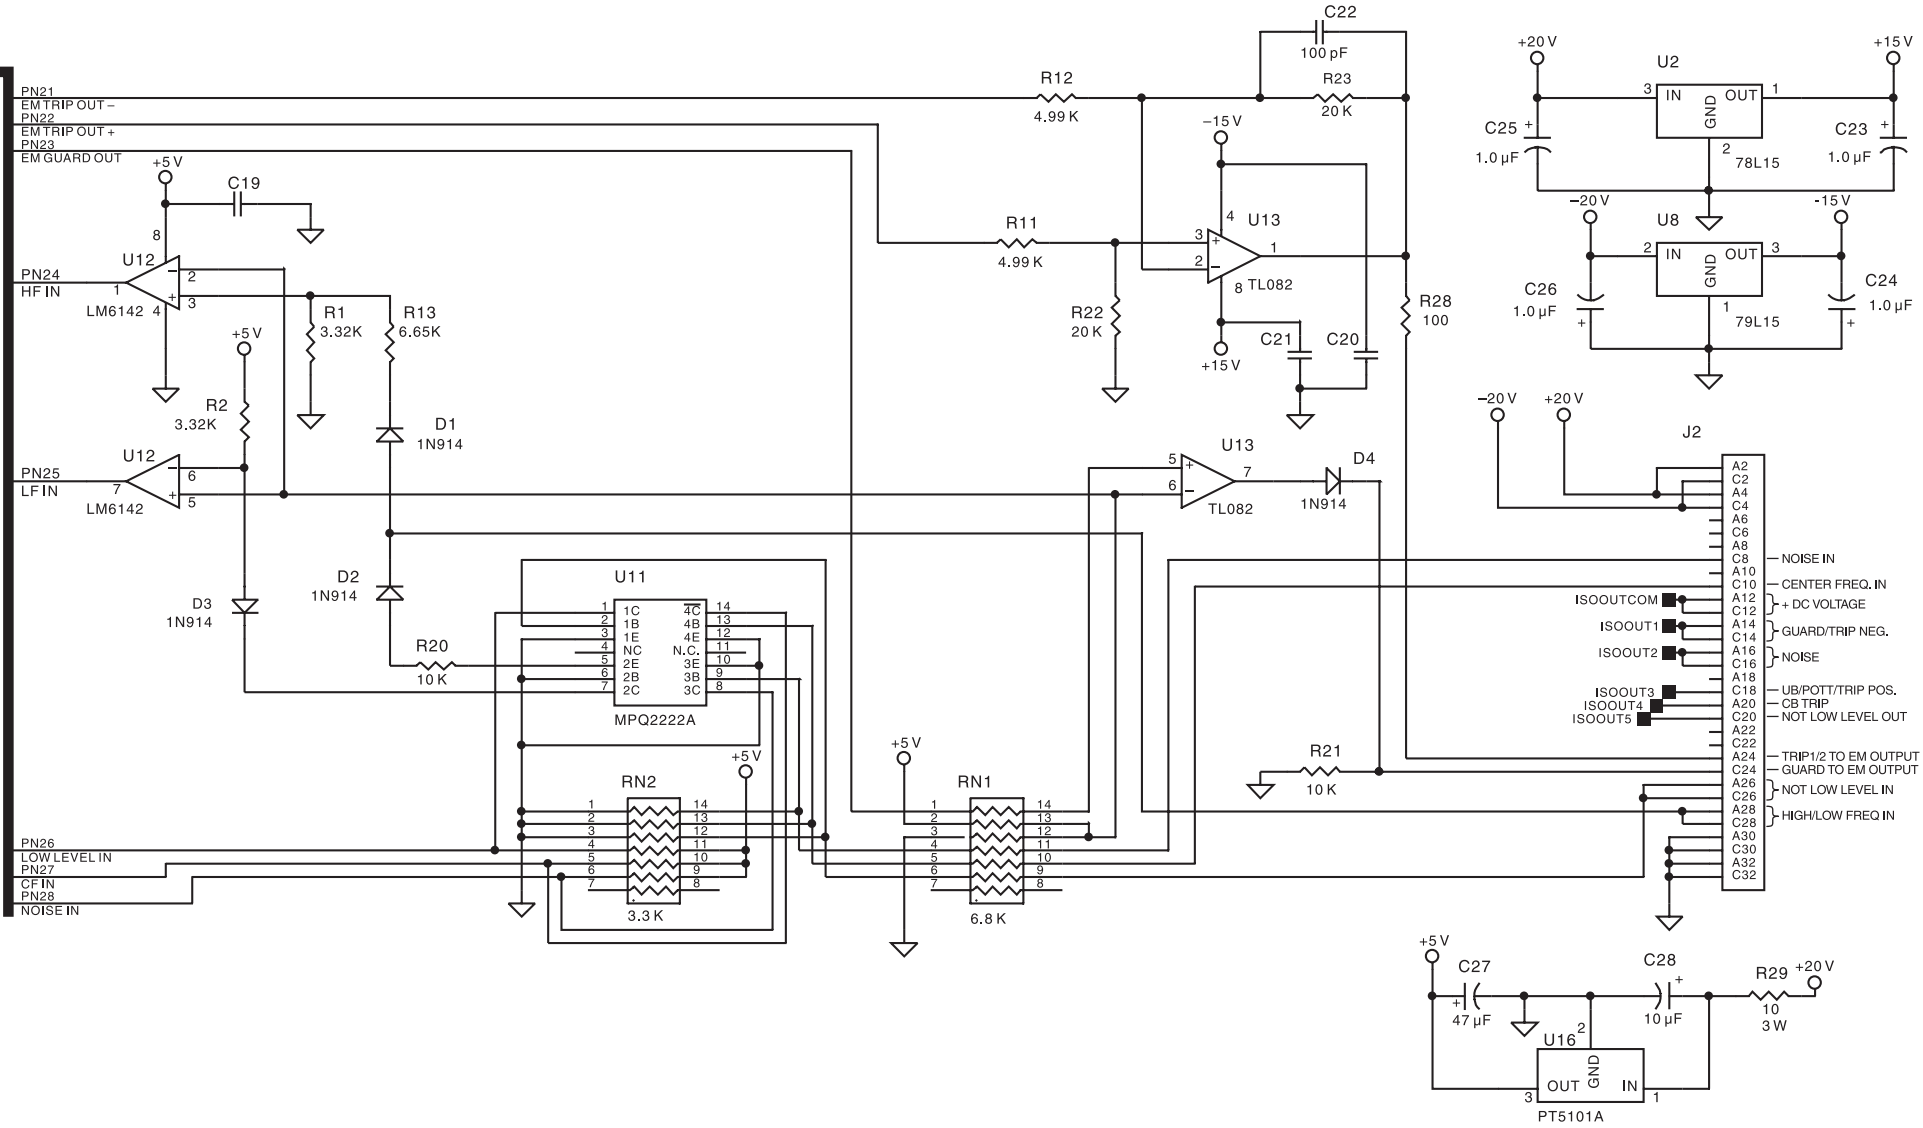 C22
100 pF
R12
4.99 K
R23
20 K
PN21
EM TRIP OUT –
PN22
EM TRIP OUT +
PN23
EM GUARD OUT
+5 V
C19
8
U12
PN24
HF IN
1
–
2
+
3
LM6142
4
R1
3.32K
R13
6.65K
+5 V
R2
3.32K
D1
1N914
U12
PN25
LF IN
7
–
6
+
5
LM6142
–15 V
4
U13
R11
4.99 K
3
+
2
–
1
8
TL082
R22
20 K
+15 V
C21
C20
R28
100
U13
5
+
6
–
7
TL082
D4
1N914
+20 V
U2
+15 V
3
IN
OUT
1
GND
2
78L15
C25
+
1.0 µF
C23
+
1.0 µF
–20 V
U8
-15 V
2
IN
OUT
3
GND
1
79L15
C26
1.0 µF
+
C24
1.0 µF
+
–20 V
+20 V
J2
A2
C2
A4
C4
A6
C6
A8
C8 NOISE IN
A10
C10 CENTER FREQ. IN
ISOOUTCOM A12
C12 + DC VOLTAGE
ISOOUT1 A14
C14 GUARD/TRIP NEG.
ISOOUT2 A16
C16 NOISE
A18
ISOOUT3 C18 UB/POTT/TRIP POS.
ISOOUT4 A20 CB TRIP
ISOOUT5 C20 NOT LOW LEVEL OUT
A22
C22
A24 TRIP1/2 TO EM OUTPUT
C24 GUARD TO EM OUTPUT
A26
C26 NOT LOW LEVEL IN
A28
C28 HIGH/LOW FREQ IN
A30
C30
A32
C32
D3
1N914
D2
1N914
R20
10 K
U11
1 1C 4C 14
2 1B 4B 13
3 1E 4E 12
4 NC N.C. 11
5 2E 3E 10
6 2B 3B 9
7 2C 3C 8
MPQ2222A
+5 V
RN2
1 14
2 13
3 12
4 11
5 10
6 9
7 8
3.3 K
+5 V
RN1
1 14
2 13
3 12
4 11
5 10
6 9
7 8
6.8 K
R21
10 K
PN26
LOW LEVEL IN
PN27
CF IN
PN28
NOISE IN
+5 V
C27
+
47 µF
C28
+
10 µF
R29
10
3 W
+20 V
U16
2
GND
OUT
IN
3
1
PT5101A